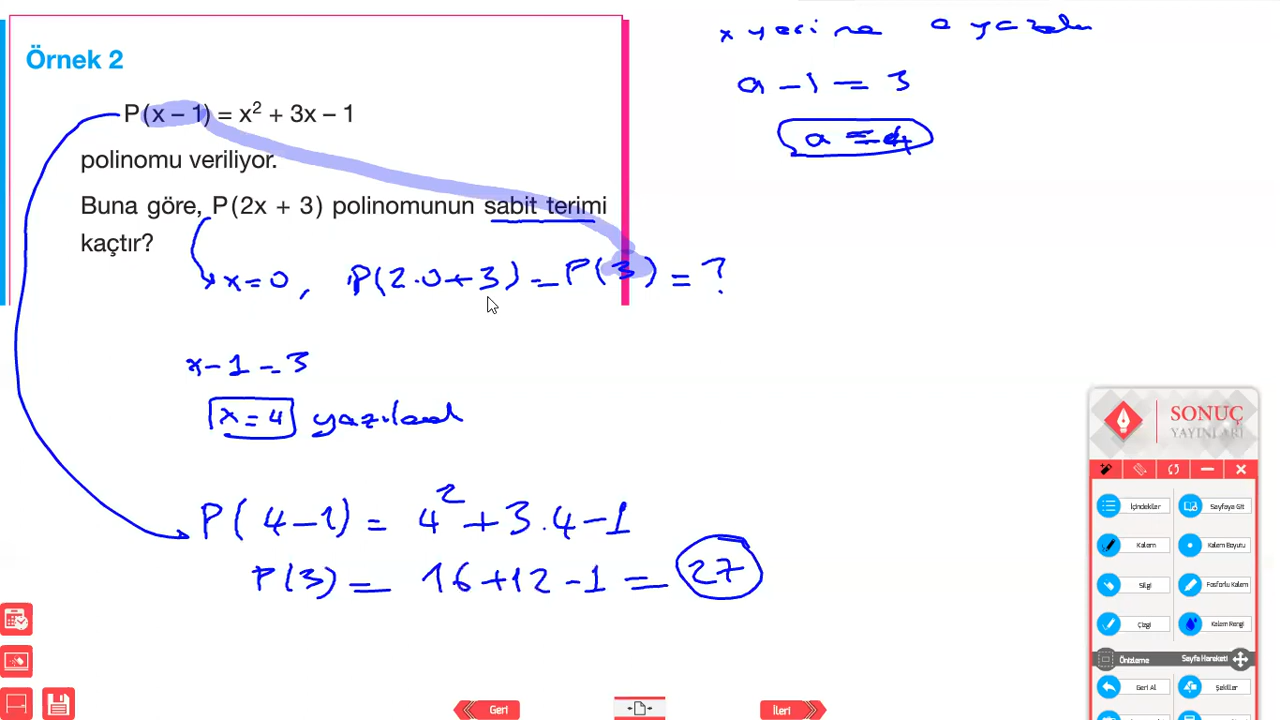 Örnek 2
P(x – 1) = x² + 3x – 1
polinomu veriliyor.
Buna göre, P(2x + 3) polinomunun sabit terimi
kaçtır?
x yerine a yazalım
a – 1 = 3
a = 4
x = 0, P(2·0+3) = P(3) = ?
x – 1 = 3
x = 4 yazılacak
P(4–1) = 4² + 3.4 – 1
P(3) = 16 + 12 – 1 = 27
SONUÇ
YAYINLARI
İçindekiler
Sayfaya Git
Kalem
Kalem Boyutu
Silgi
Fosforlu Kalem
Çizgi
Kalem Rengi
Önizleme
Sayfa Hareketi
Geri Al
Şekiller
Geri
İleri